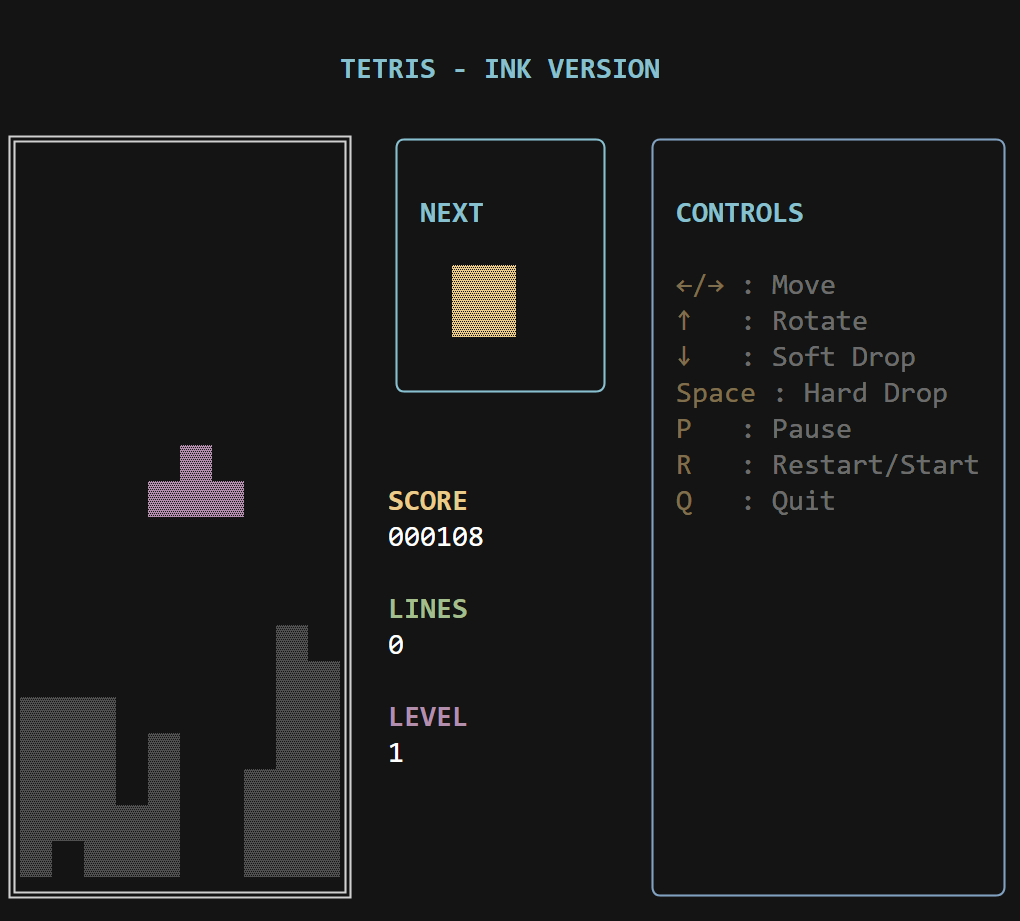 TETRIS - INK VERSION
NEXT
CONTROLS
←/→ : Move
↑ : Rotate
↓ : Soft Drop
Space : Hard Drop
P : Pause
R : Restart/Start
Q : Quit
SCORE
000108
LINES
0
LEVEL
1